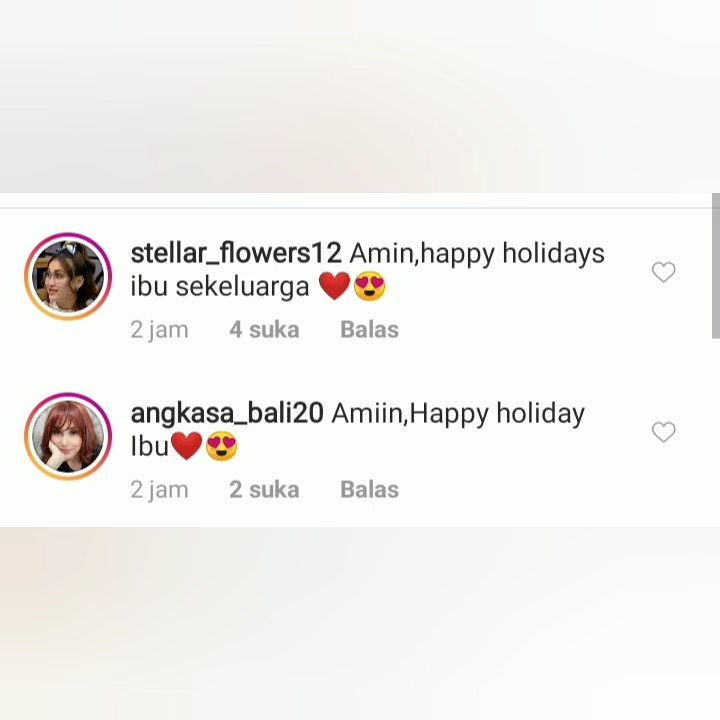 stellar_flowers12 Amin,happy holidays
ibu sekeluarga ❤️😍
2 jam 4 suka Balas
angkasa_bali20 Amiin,Happy holiday
Ibu❤️😍
2 jam 2 suka Balas